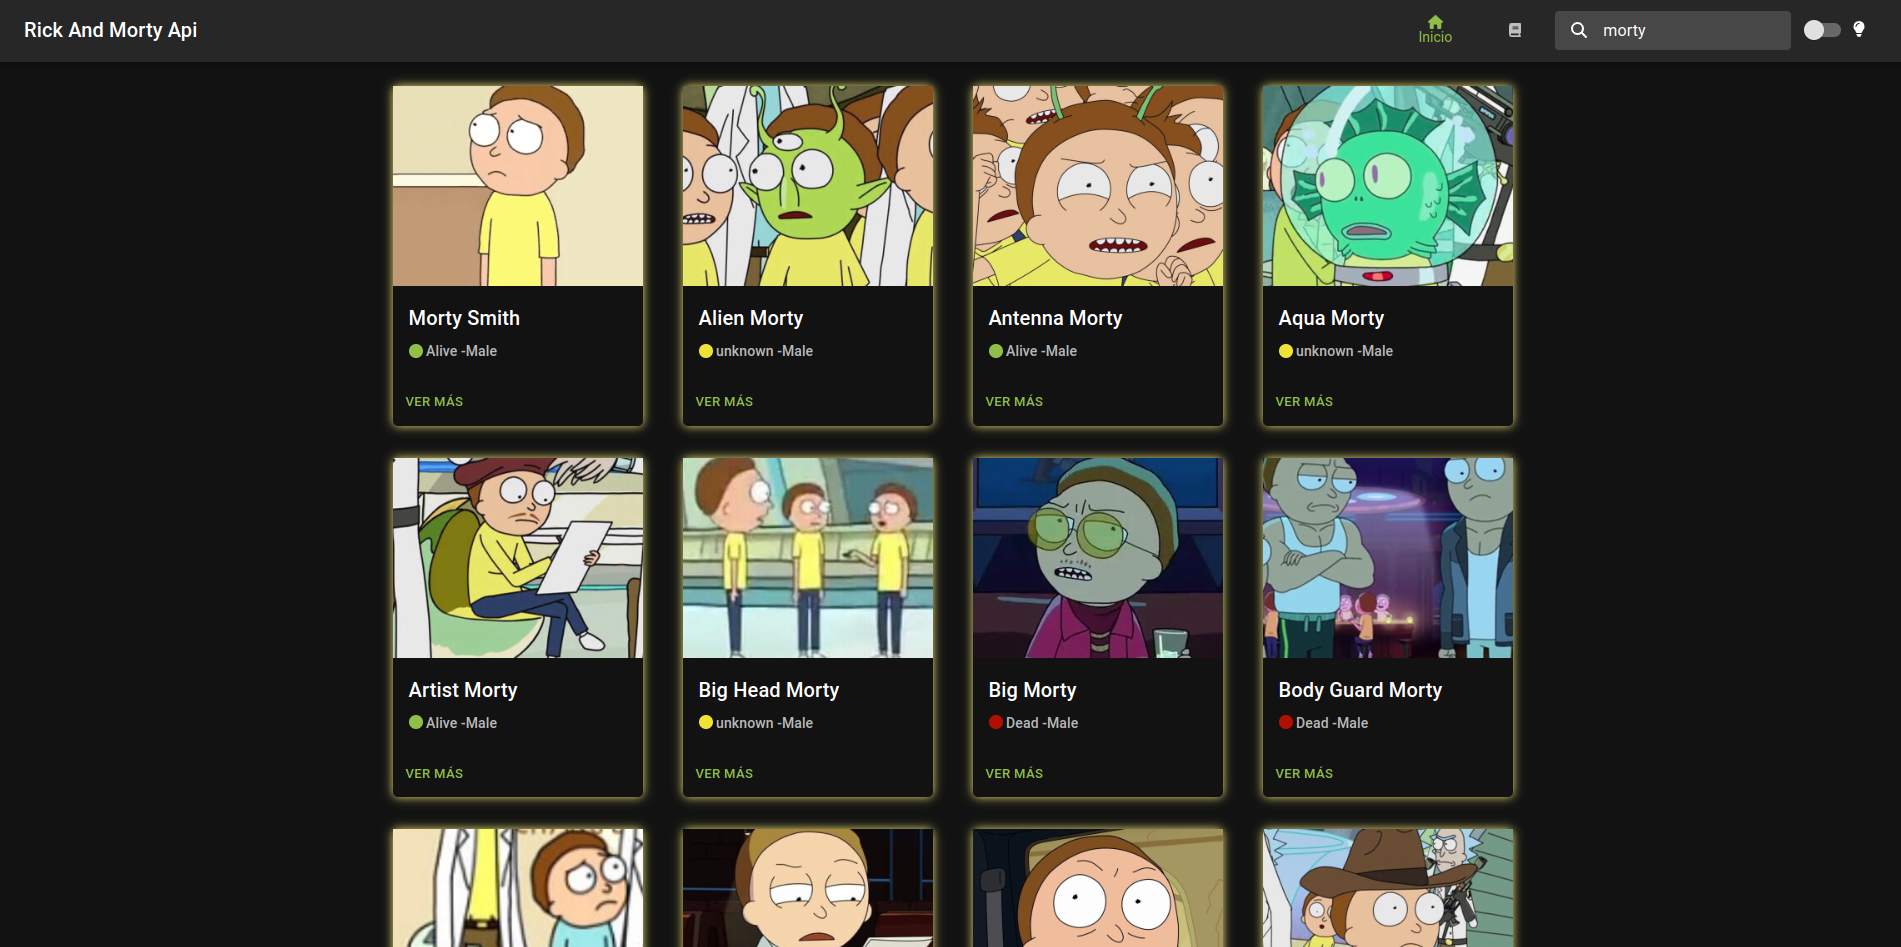 Rick And Morty Api
Inicio
morty
Morty Smith
Alive -Male
VER MÁS
Alien Morty
unknown -Male
VER MÁS
Antenna Morty
Alive -Male
VER MÁS
Aqua Morty
unknown -Male
VER MÁS
Artist Morty
Alive -Male
VER MÁS
Big Head Morty
unknown -Male
VER MÁS
Big Morty
Dead -Male
VER MÁS
Body Guard Morty
Dead -Male
VER MÁS